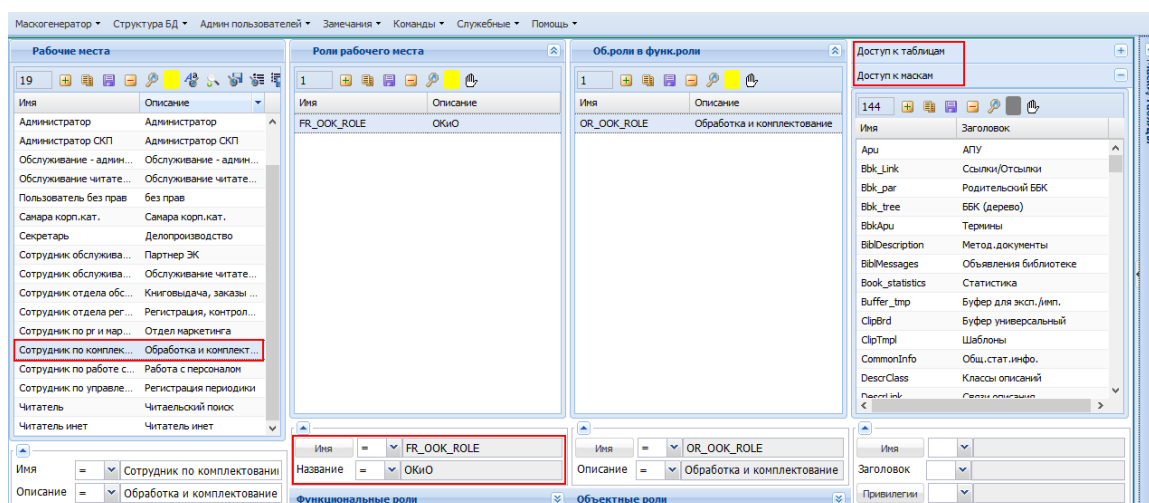 Маскогенератор Структура БД Админ пользователей Замечания Команды Служебные Помощь
Рабочие места
19
Имя Описание
Администратор Администратор
Администратор СКП Администратор СКП
Обслуживание - админ... Обслуживание - админ...
Обслуживание читате... Обслуживание читате...
Пользователь без прав без прав
Самара корп.кат. Самара корп.кат.
Секретарь Делопроизводство
Сотрудник обслужива... Партнер ЭК
Сотрудник обслужива... Обслуживание читате...
Сотрудник отдела обс... Книговыдача, заказы ...
Сотрудник отдела рег... Регистрация, контрол...
Сотрудник по pr и мар... Отдел маркетинга
Сотрудник по комплек... Обработка и комплект...
Сотрудник по работе с... Работа с персоналом
Сотрудник по управле... Регистрация периодики
Читатель Читаельский поиск
Читатель инет Читатель инет
Имя = Сотрудник по комплектовани
Описание = Обработка и комплектование
Роли рабочего места
1
Имя Описание
FR_OOK_ROLE ОКиО
Имя = FR_OOK_ROLE
Название = ОКиО
Функциональные роли
Об.роли в функ.роли
1
Имя Описание
OR_OOK_ROLE Обработка и комплектование
Имя = OR_OOK_ROLE
Описание = Обработка и комплектование
Объектные роли
Доступ к таблицам
Доступ к маскам
144
Имя Заголовок
Apu АПУ
Bbk_Link Ссылки/Отсылки
Bbk_par Родительский ББК
Bbk_tree ББК (дерево)
BbkApu Термины
BiblDescription Метод.документы
BiblMessages Объявления библиотеке
Book_statistics Статистика
Buffer_tmp Буфер для эксп./имп.
ClipBrd Буфер универсальный
ClipTmpl Шаблоны
CommonInfo Общ.стат.инфо.
DescrClass Классы описаний
DescrLink Связи описаний
Имя
Заголовок
Привилегии